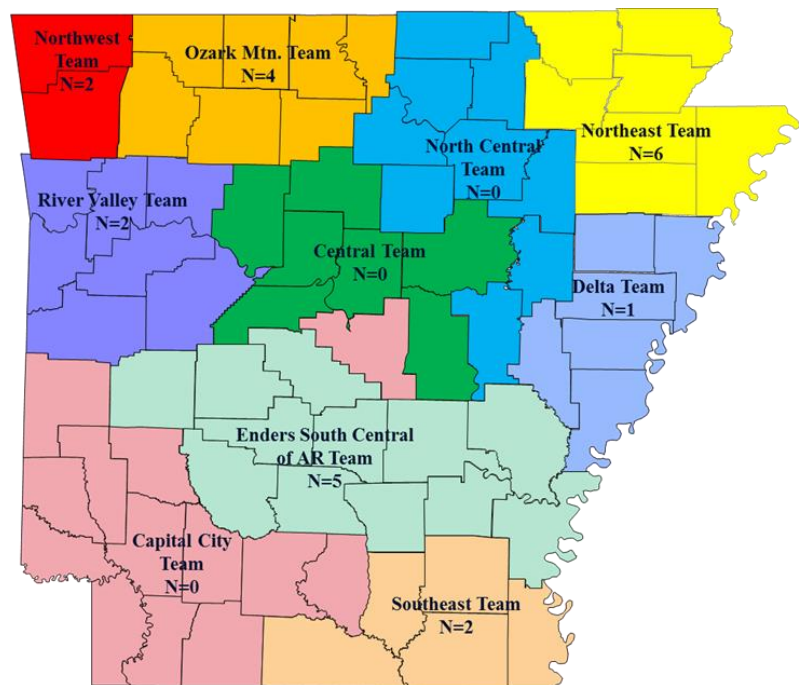 Northwest
Team
N=2
Ozark Mtn. Team
N=4
Northeast Team
N=6
North Central
Team
N=0
River Valley Team
N=2
Central Team
N=0
Delta Team
N=1
Enders South Central
of AR Team
N=5
Capital City
Team
N=0
Southeast Team
N=2